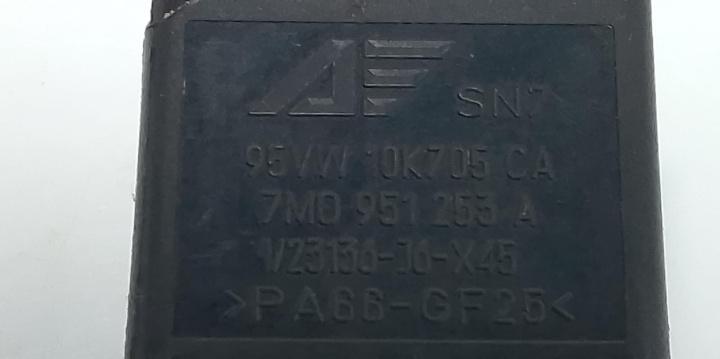 SN7
95VW 10K705 CA
7M0 951 253 A
V23136-J6-X45
>PA66-GF25<